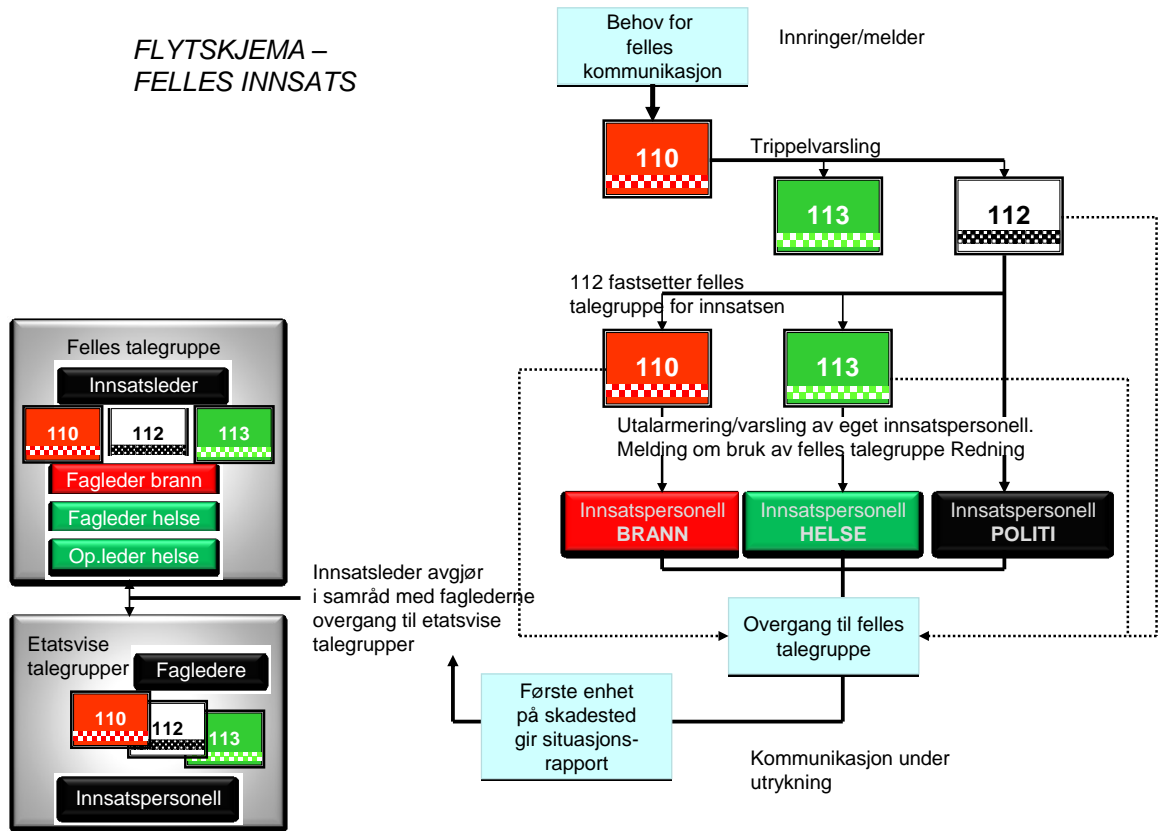 FLYTSKJEMA –
FELLES INNSATS
Behov for
felles
kommunikasjon
Innringer/melder
110
Trippelvarsling
113
112
112 fastsetter felles
talegruppe for innsatsen
110
113
Utalarmering/varsling av eget innsatspersonell.
Melding om bruk av felles talegruppe Redning
Innsatspersonell
BRANN
Innsatspersonell
HELSE
Innsatspersonell
POLITI
Overgang til felles
talegruppe
Første enhet
på skadested
gir situasjons-
rapport
Kommunikasjon under
utrykning
Innsatsleder avgjør
i samråd med faglederne
overgang til etatsvise
talegrupper
Felles talegruppe
Innsatsleder
110
112
113
Fagleder brann
Fagleder helse
Op.leder helse
Etatsvise
talegrupper
Fagledere
110
112
113
Innsatspersonell